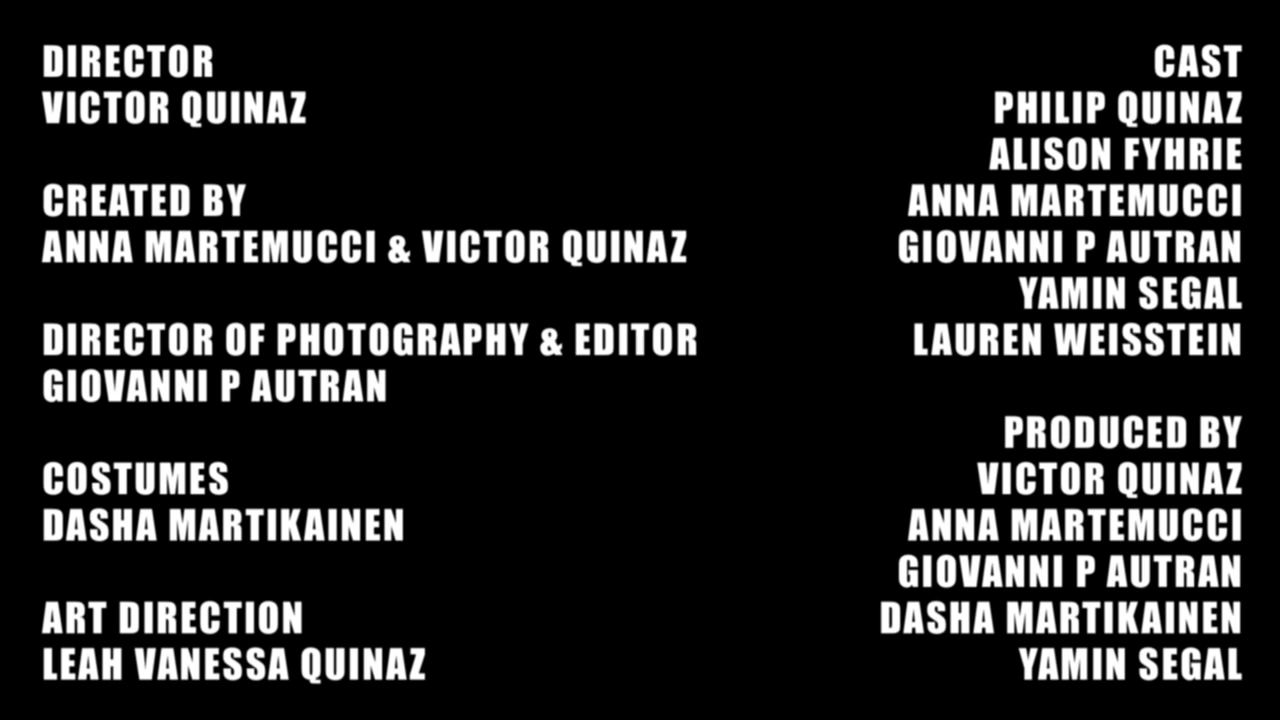 DIRECTOR
VICTOR QUINAZ
CREATED BY
ANNA MARTEMUCCI & VICTOR QUINAZ
DIRECTOR OF PHOTOGRAPHY & EDITOR
GIOVANNI P AUTRAN
COSTUMES
DASHA MARTIKAINEN
ART DIRECTION
LEAH VANESSA QUINAZ
CAST
PHILIP QUINAZ
ALISON FYHRIE
ANNA MARTEMUCCI
GIOVANNI P AUTRAN
YAMIN SEGAL
LAUREN WEISSTEIN
PRODUCED BY
VICTOR QUINAZ
ANNA MARTEMUCCI
GIOVANNI P AUTRAN
DASHA MARTIKAINEN
YAMIN SEGAL